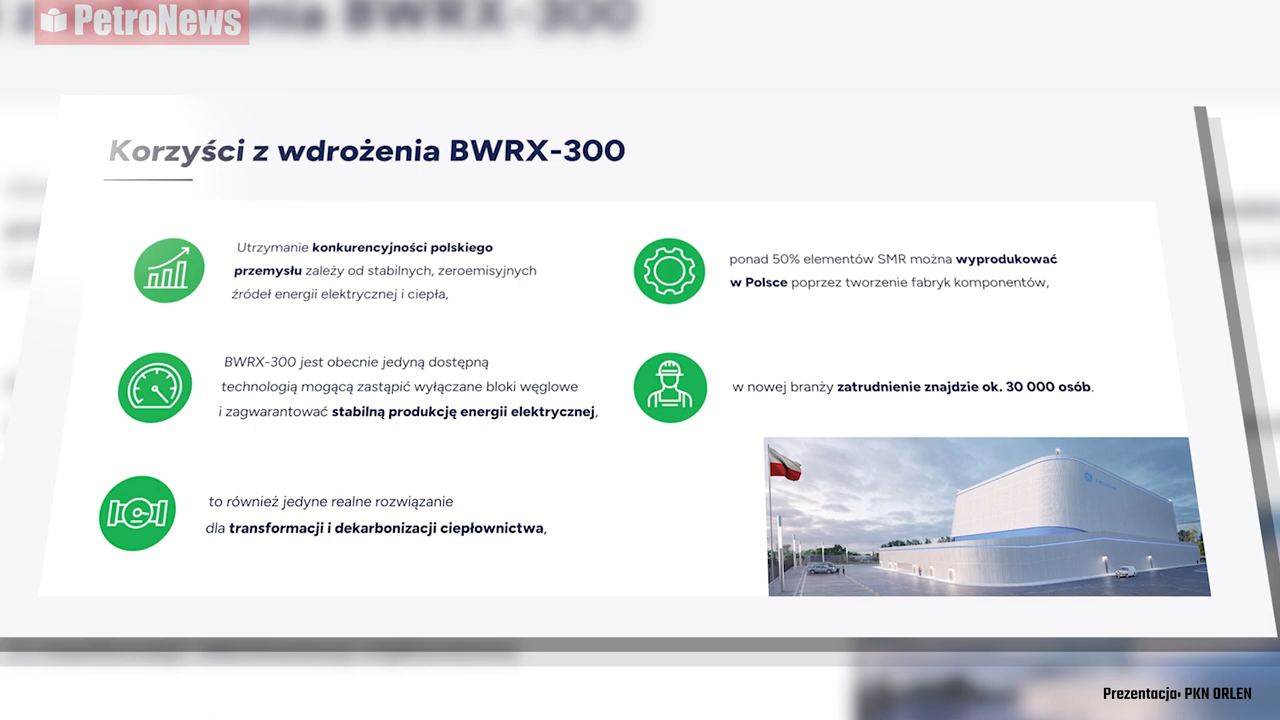 PetroNews
Korzyści z wdrożenia BWRX-300
Utrzymanie konkurencyjności polskiego
przemysłu zależy od stabilnych, zeroemisyjnych
źródeł energii elektrycznej i ciepła,
BWRX-300 jest obecnie jedyną dostępną
technologią mogącą zastąpić wyłączane bloki węglowe
i zagwarantować stabilną produkcję energii elektrycznej,
to również jedyne realne rozwiązanie
dla transformacji i dekarbonizacji ciepłownictwa,
ponad 50% elementów SMR można wyprodukować
w Polsce poprzez tworzenie fabryk komponentów,
w nowej branży zatrudnienie znajdzie ok. 30 000 osób.
Prezentacja: PKN ORLEN